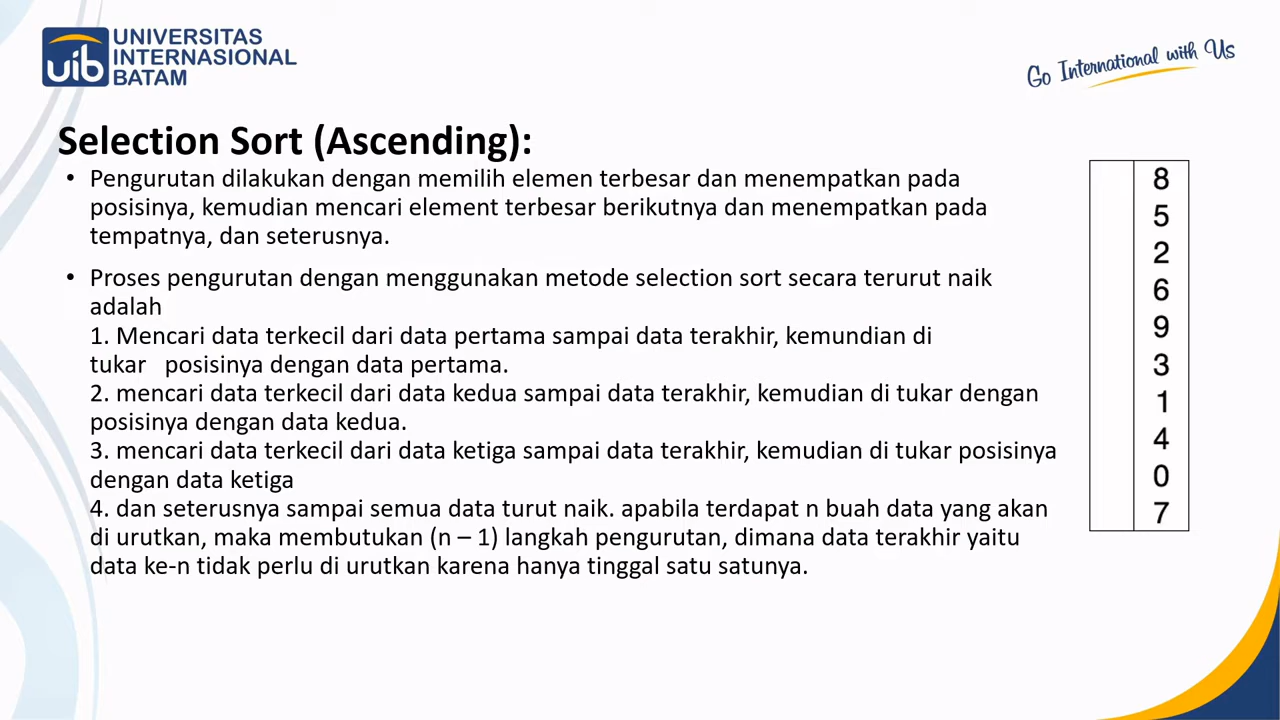 UNIVERSITAS
INTERNASIONAL
BATAM
uib
Go International with Us
Selection Sort (Ascending):
• Pengurutan dilakukan dengan memilih elemen terbesar dan menempatkan pada
posisinya, kemudian mencari element terbesar berikutnya dan menempatkan pada
tempatnya, dan seterusnya.
• Proses pengurutan dengan menggunakan metode selection sort secara terurut naik
adalah
1. Mencari data terkecil dari data pertama sampai data terakhir, kemundian di
tukar posisinya dengan data pertama.
2. mencari data terkecil dari data kedua sampai data terakhir, kemudian di tukar dengan
posisinya dengan data kedua.
3. mencari data terkecil dari data ketiga sampai data terakhir, kemudian di tukar posisinya
dengan data ketiga
4. dan seterusnya sampai semua data turut naik. apabila terdapat n buah data yang akan
di urutkan, maka membutukan (n – 1) langkah pengurutan, dimana data terakhir yaitu
data ke-n tidak perlu di urutkan karena hanya tinggal satu satunya.
8
5
2
6
9
3
1
4
0
7